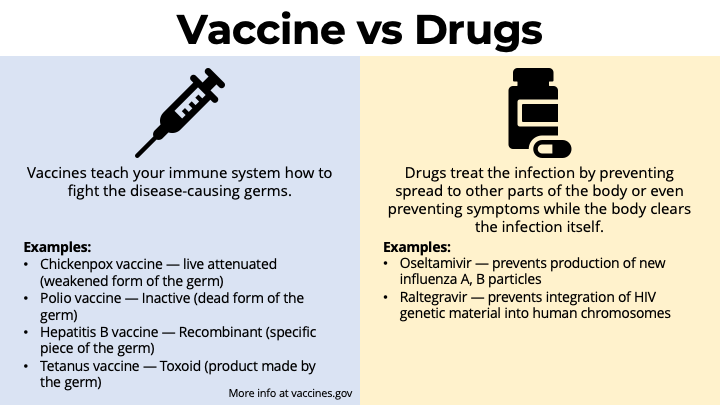 Vaccine vs Drugs
Vaccines teach your immune system how to
fight the disease-causing germs.
Examples:
• Chickenpox vaccine — live attenuated
(weakened form of the germ)
• Polio vaccine — Inactive (dead form of the
germ)
• Hepatitis B vaccine — Recombinant (specific
piece of the germ)
• Tetanus vaccine — Toxoid (product made by
the germ)
More info at vaccines.gov
Drugs treat the infection by preventing
spread to other parts of the body or even
preventing symptoms while the body clears
the infection itself.
Examples:
• Oseltamivir — prevents production of new
influenza A, B particles
• Raltegravir — prevents integration of HIV
genetic material into human chromosomes